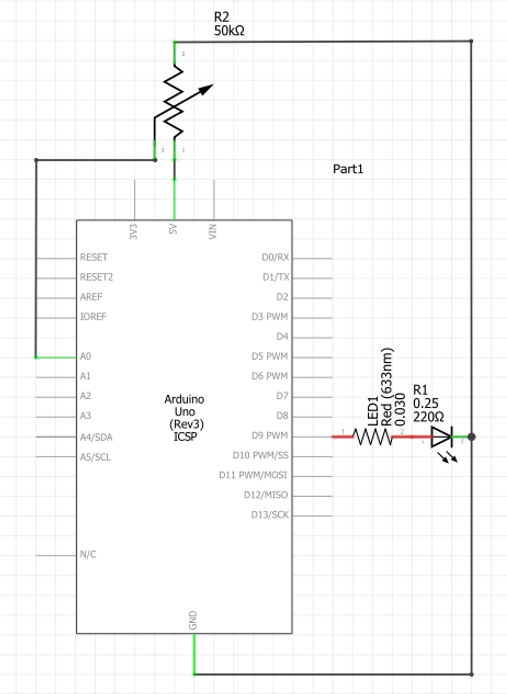 R2
50kΩ
2
3
1
Part1
3V3
5V
VIN
RESET
RESET2
AREF
IOREF
A0
A1
A2
A3
A4/SDA
A5/SCL
N/C
Arduino
Uno
(Rev3)
ICSP
D0/RX
D1/TX
D2
D3 PWM
D4
D5 PWM
D6 PWM
D7
D8
D9 PWM
D10 PWM/SS
D11 PWM/MOSI
D12/MISO
D13/SCK
GND
LED1
Red (633nm)
0.030
R1
0.25
220Ω
1
2